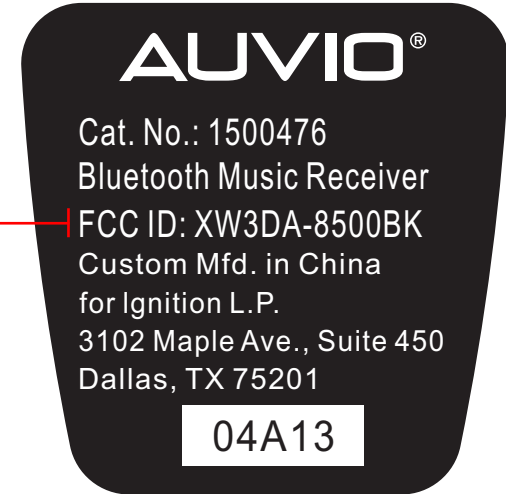 AUVIO®
Cat. No.: 1500476
Bluetooth Music Receiver
FCC ID: XW3DA-8500BK
Custom Mfd. in China
for Ignition L.P.
3102 Maple Ave., Suite 450
Dallas, TX 75201
04A13